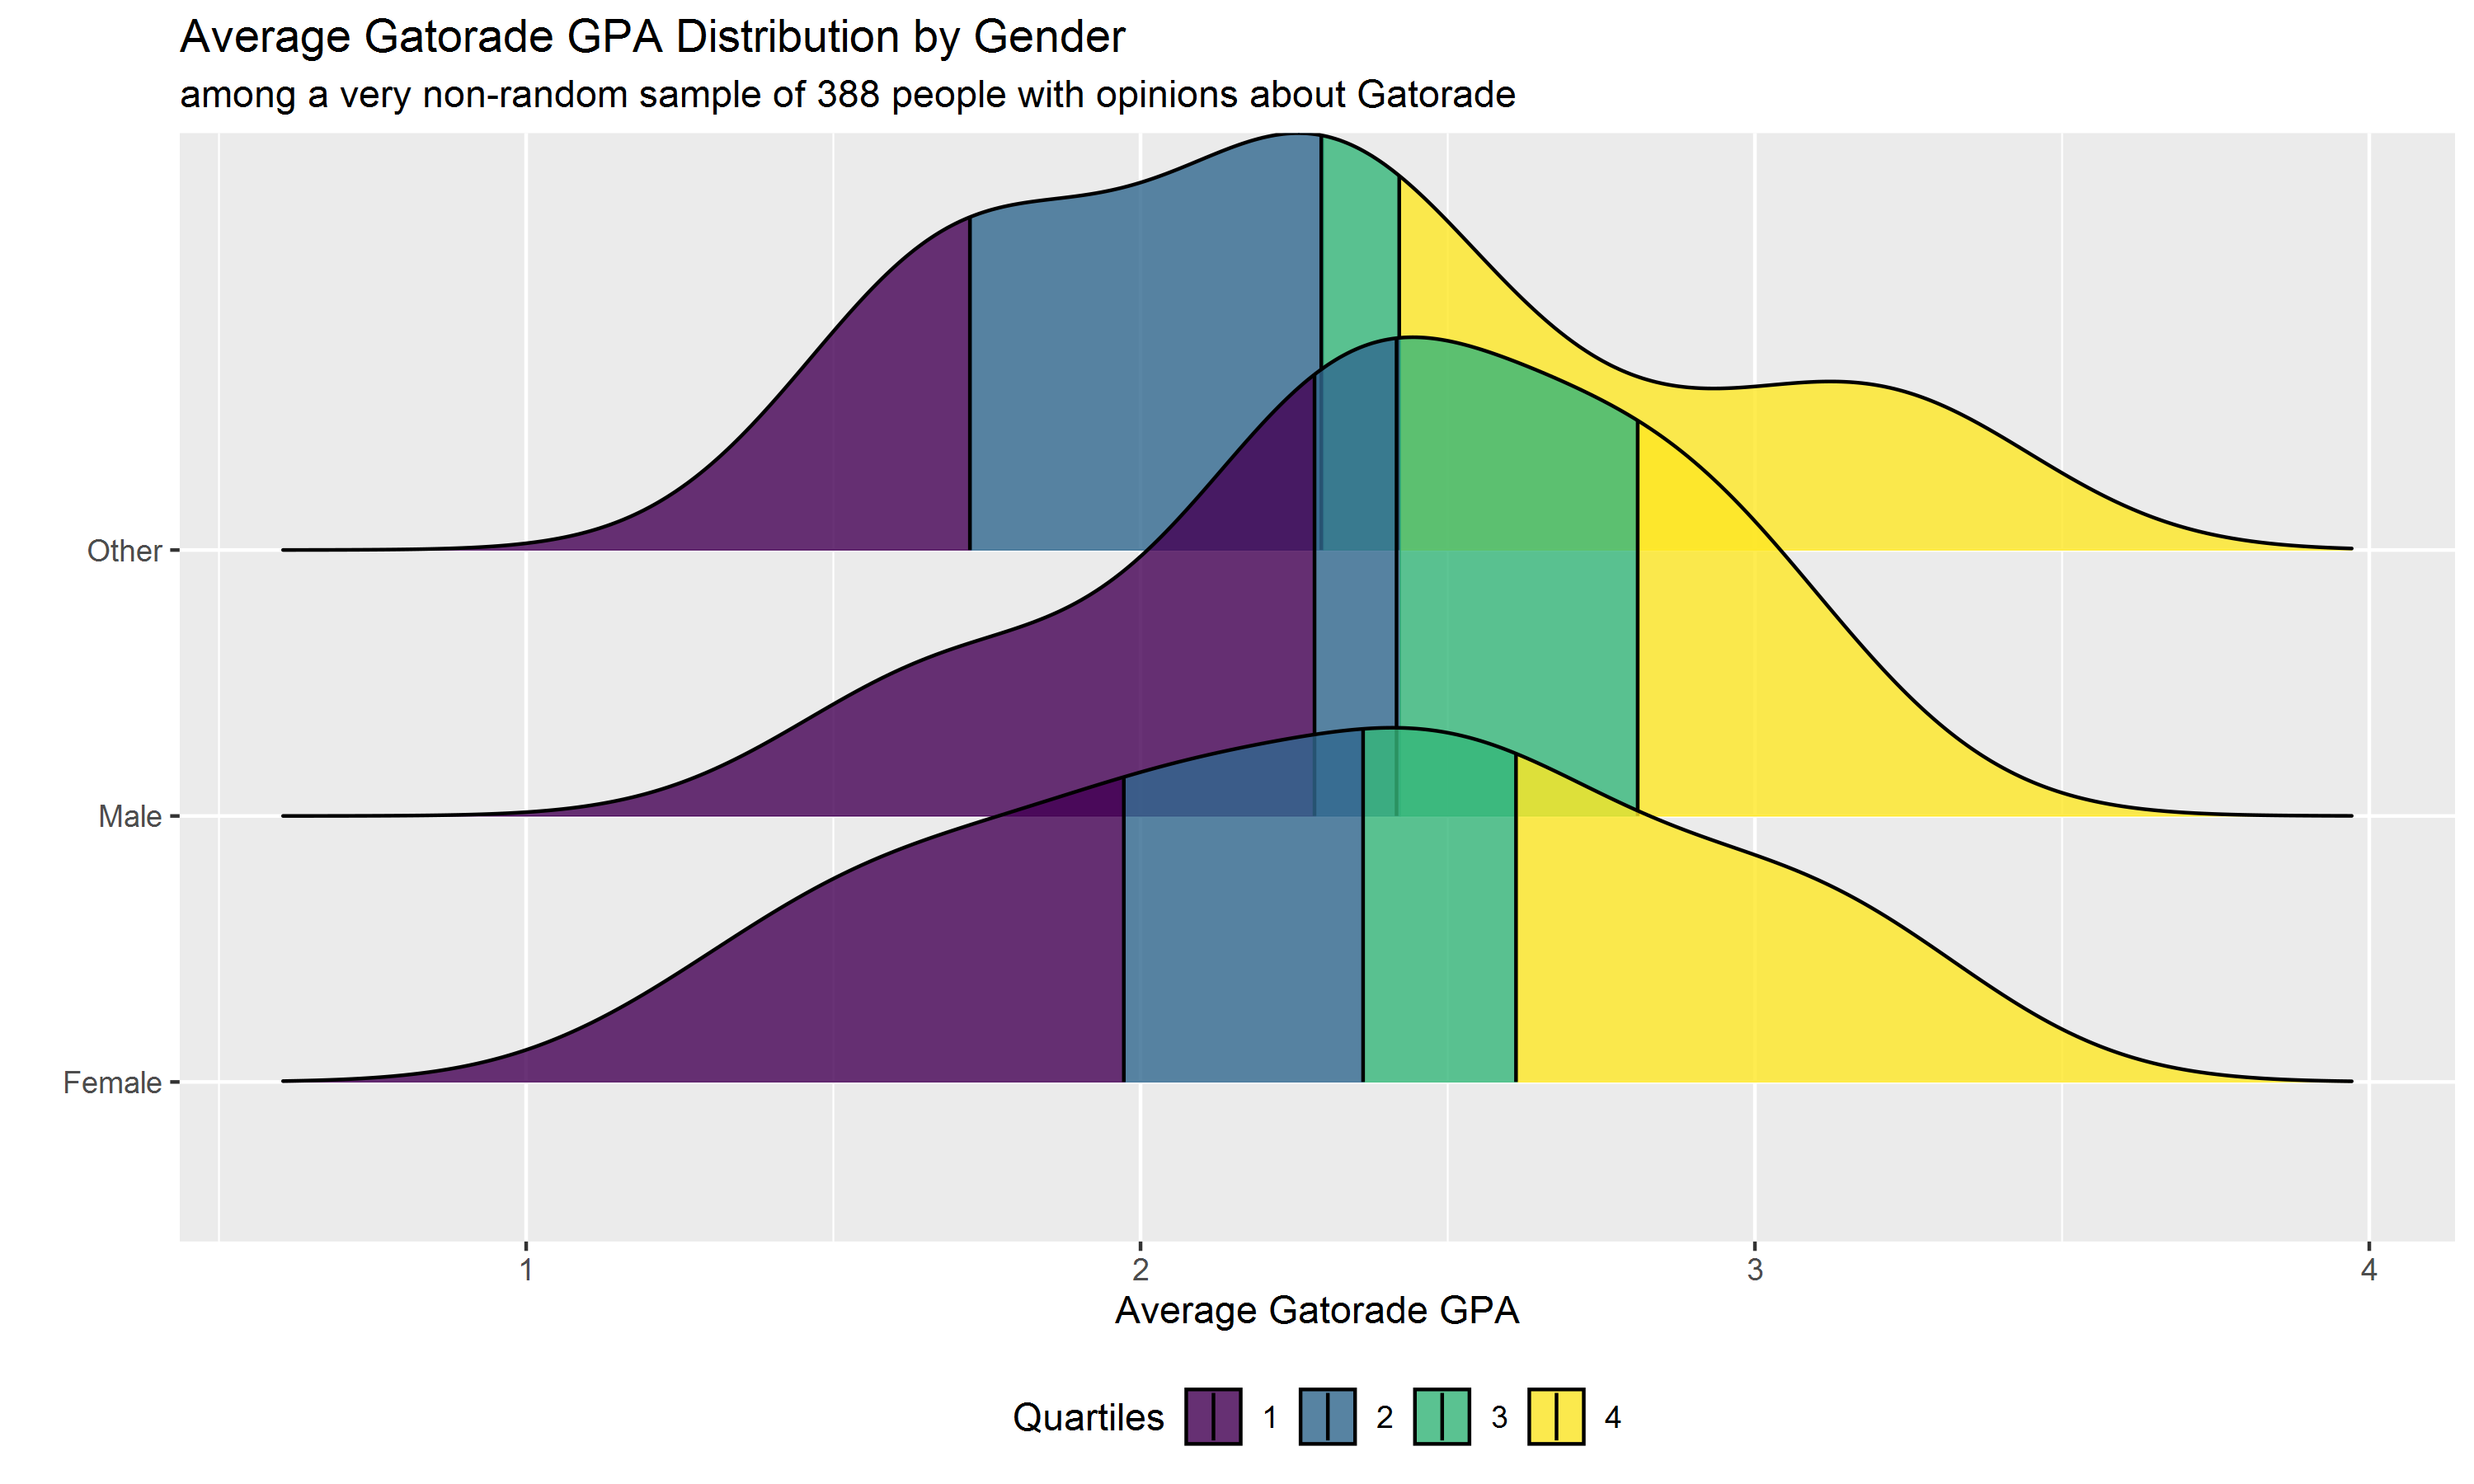 Average Gatorade GPA Distribution by Gender
among a very non-random sample of 388 people with opinions about Gatorade
Other
Male
Female
1 2 3 4
Average Gatorade GPA
Quartiles 1 2 3 4